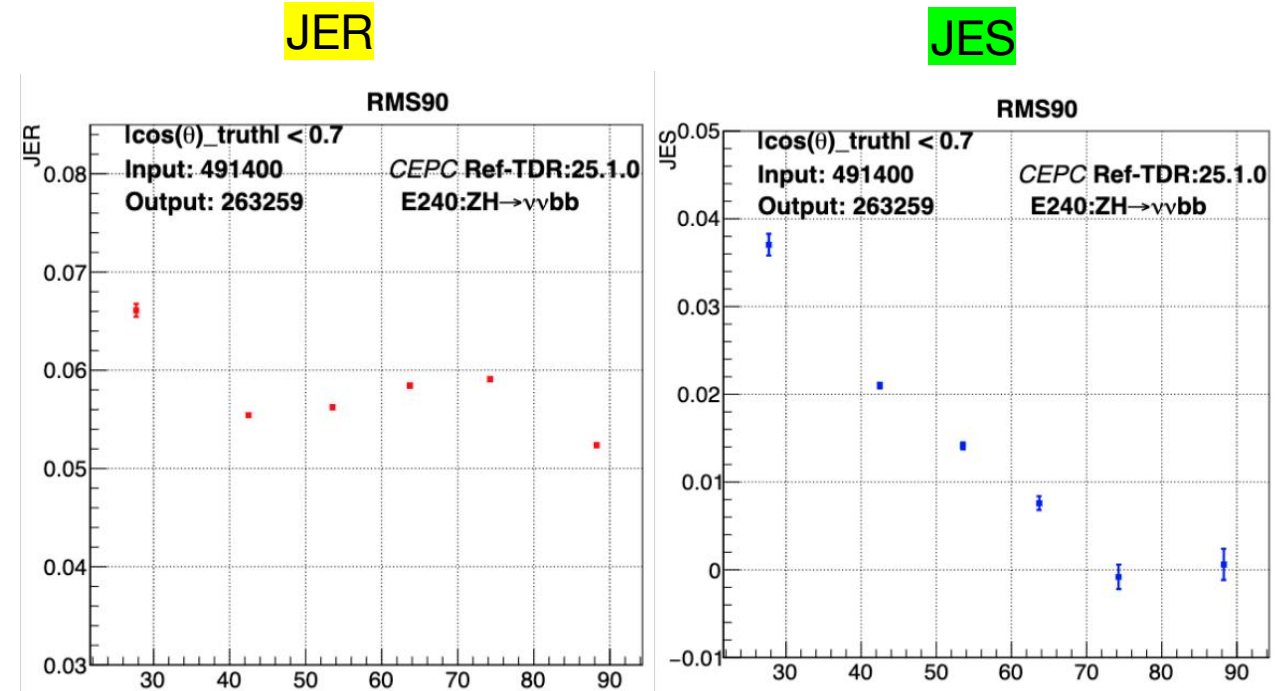 JER
JES
RMS90
JER
|cos(θ)_truth| < 0.7
Input: 491400
CEPC Ref-TDR:25.1.0
Output: 263259
E240:ZH→ννbb
0.08
0.07
0.06
0.05
0.04
0.03
30 40 50 60 70 80 90
RMS90
JES
|cos(θ)_truth| < 0.7
Input: 491400
CEPC Ref-TDR:25.1.0
Output: 263259
E240:ZH→ννbb
0.05
0.04
0.03
0.02
0.01
0
−0.01
30 40 50 60 70 80 90